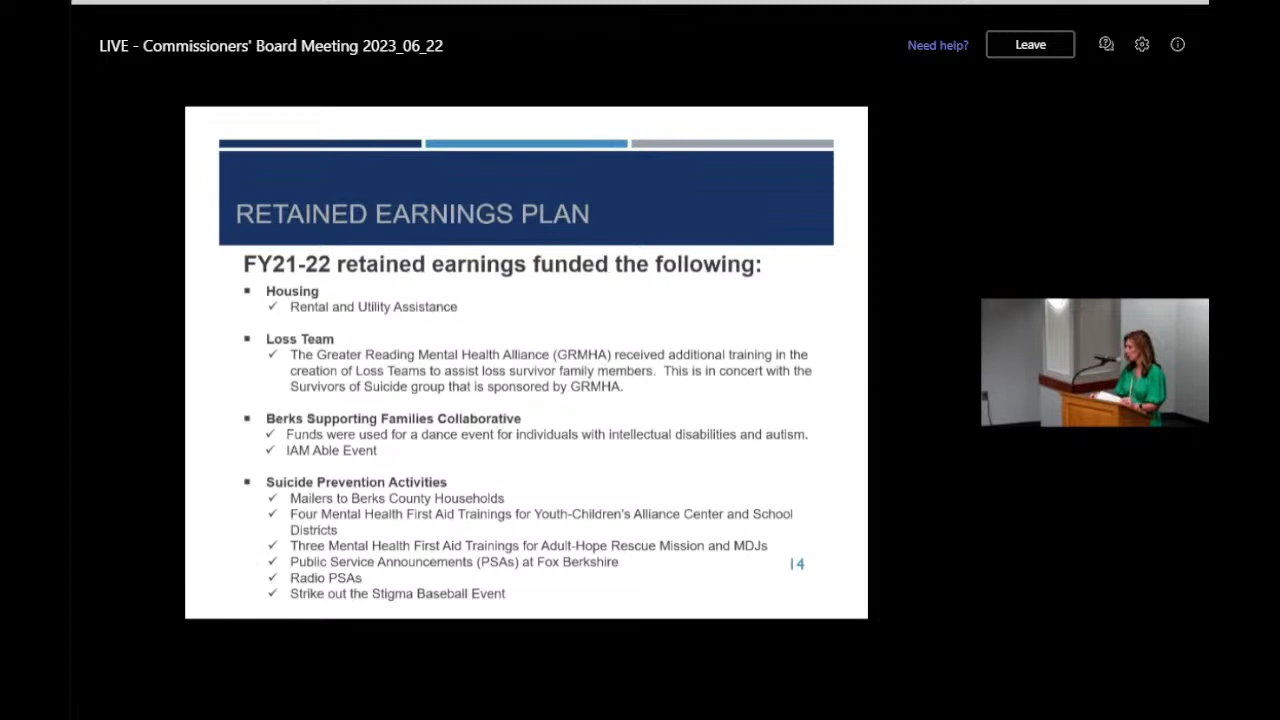 LIVE - Commissioners' Board Meeting 2023_06_22
Need help?
Leave
RETAINED EARNINGS PLAN
FY21-22 retained earnings funded the following:
▪ Housing
✓ Rental and Utility Assistance
▪ Loss Team
✓ The Greater Reading Mental Health Alliance (GRMHA) received additional training in the
creation of Loss Teams to assist loss survivor family members. This is in concert with the
Survivors of Suicide group that is sponsored by GRMHA.
▪ Berks Supporting Families Collaborative
✓ Funds were used for a dance event for individuals with intellectual disabilities and autism.
✓ IAM Able Event
▪ Suicide Prevention Activities
✓ Mailers to Berks County Households
✓ Four Mental Health First Aid Trainings for Youth-Children's Alliance Center and School
Districts
✓ Three Mental Health First Aid Trainings for Adult-Hope Rescue Mission and MDJs
✓ Public Service Announcements (PSAs) at Fox Berkshire
✓ Radio PSAs
✓ Strike out the Stigma Baseball Event
14